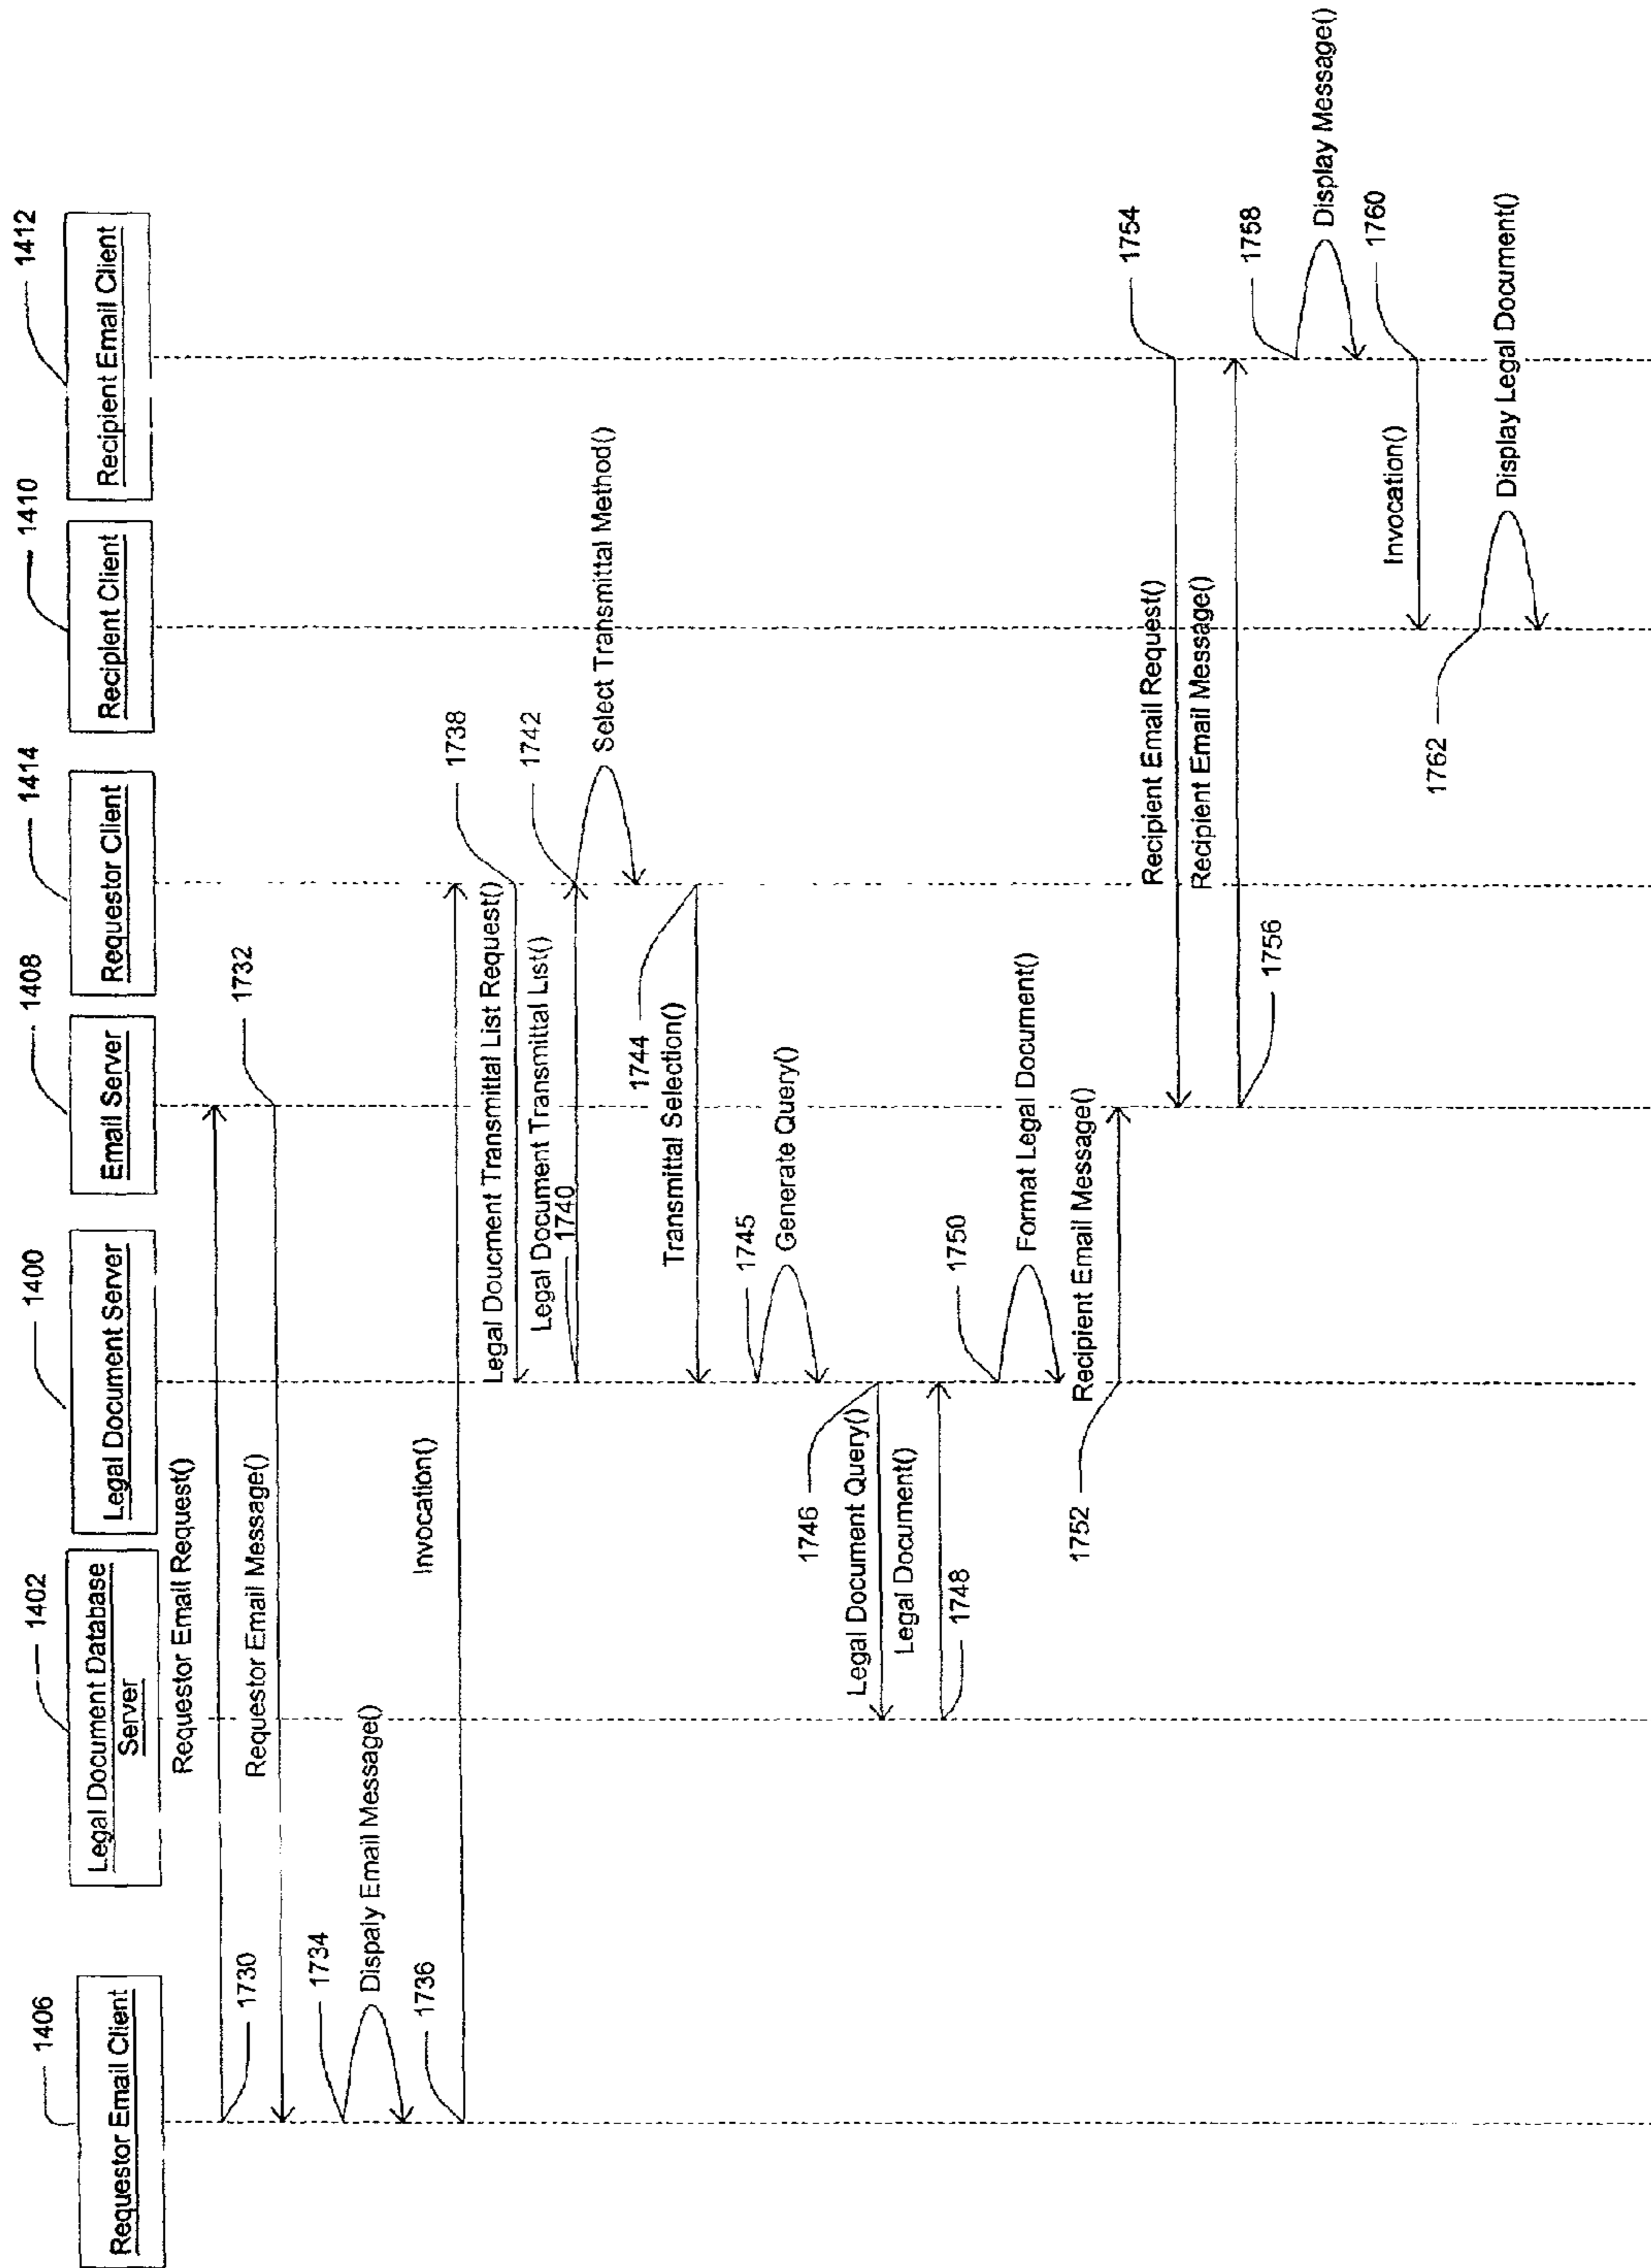 1406
Requestor Email Client
1402
Legal Document Database
Server
1400
Legal Document Server
1408
Email Server
1414
Requestor Client
1410
Recipient Client
1412
Recipient Email Client
Requestor Email Request()
1730
1732
Requestor Email Message()
1734
Dispaly Email Message()
1736
Invocation()
1738
Legal Doucment Transmittal List Request()
Legal Document Transmittal List()
1740
1742
Select Transmittal Method()
1744
Transmittal Selection()
1745
Generate Query()
1746
Legal Document Query()
Legal Document()
1748
1750
Format Legal Document()
Recipient Email Message()
1752
1754
Recipient Email Request()
Recipient Email Message()
1756
1758
Display Message()
1760
Invocation()
1762
Display Legal Document()